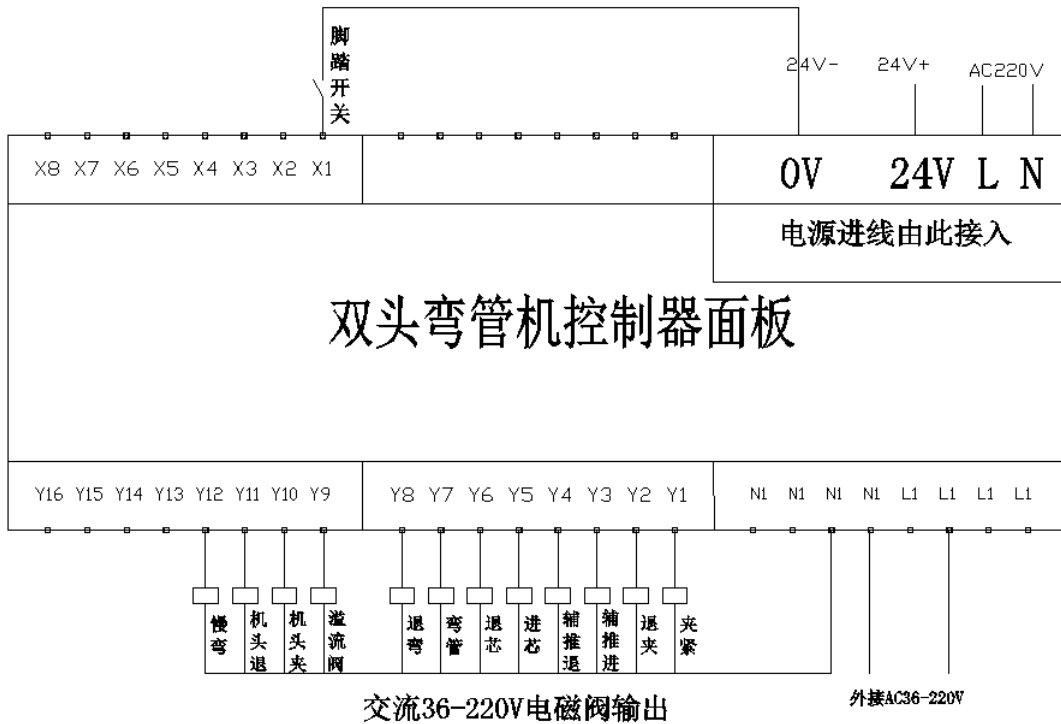 脚踏开关
24V- 24V+ AC220V
X8 X7 X6 X5 X4 X3 X2 X1
0V 24V L N
电源进线由此接入
双头弯管机控制器面板
Y16 Y15 Y14 Y13 Y12 Y11 Y10 Y9 Y8 Y7 Y6 Y5 Y4 Y3 Y2 Y1 N1 N1 N1 N1 L1 L1 L1 L1
慢弯
机头退
机头夹
溢流阀
退弯
弯管
退芯
进芯
辅推退
辅推进
退夹
夹紧
交流36-220V电磁阀输出
外接AC36-220V